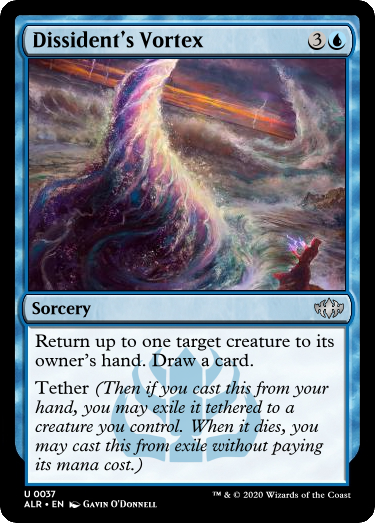 Dissident's Vortex 3
Sorcery
Return up to one target creature to its
owner's hand. Draw a card.
Tether (Then if you cast this from your
hand, you may exile it tethered to a
creature you control. When it dies, you
may cast this from exile without paying
its mana cost.)
U 0037
ALR • EN Gavin O'Donnell
™ & © 2020 Wizards of the Coast